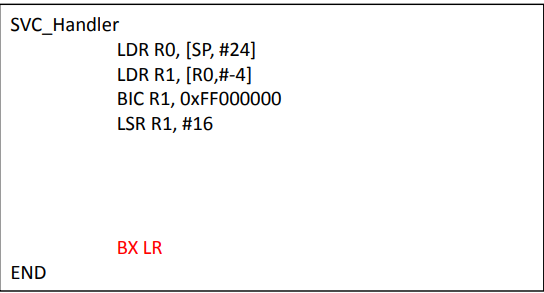 SVC_Handler
LDR R0, [SP, #24]
LDR R1, [R0,#-4]
BIC R1, 0xFF000000
LSR R1, #16
BX LR
END